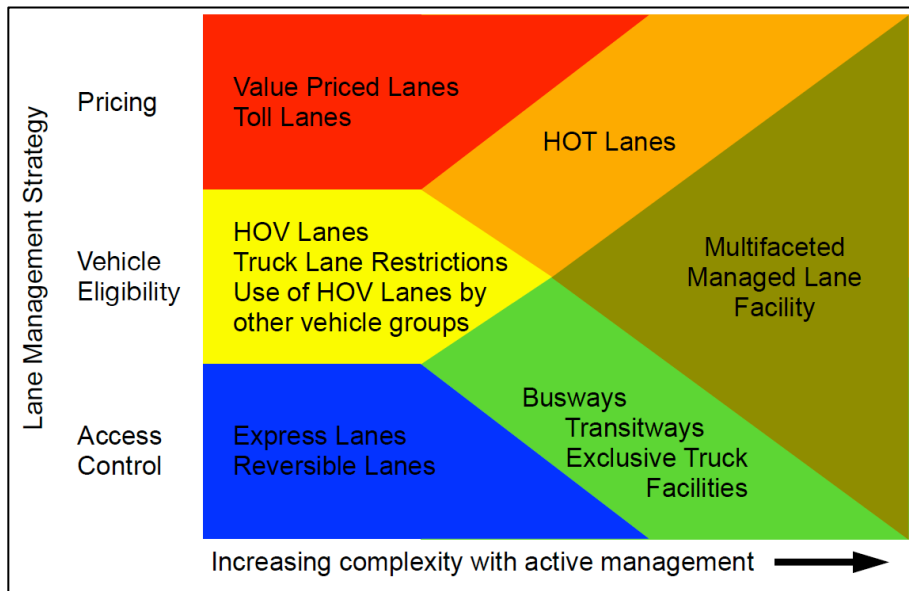 Lane Management Strategy
Pricing
Value Priced Lanes
Toll Lanes
HOT Lanes
Vehicle
Eligibility
HOV Lanes
Truck Lane Restrictions
Use of HOV Lanes by
other vehicle groups
Multifaceted
Managed Lane
Facility
Access
Control
Express Lanes
Reversible Lanes
Busways
Transitways
Exclusive Truck
Facilities
Increasing complexity with active management